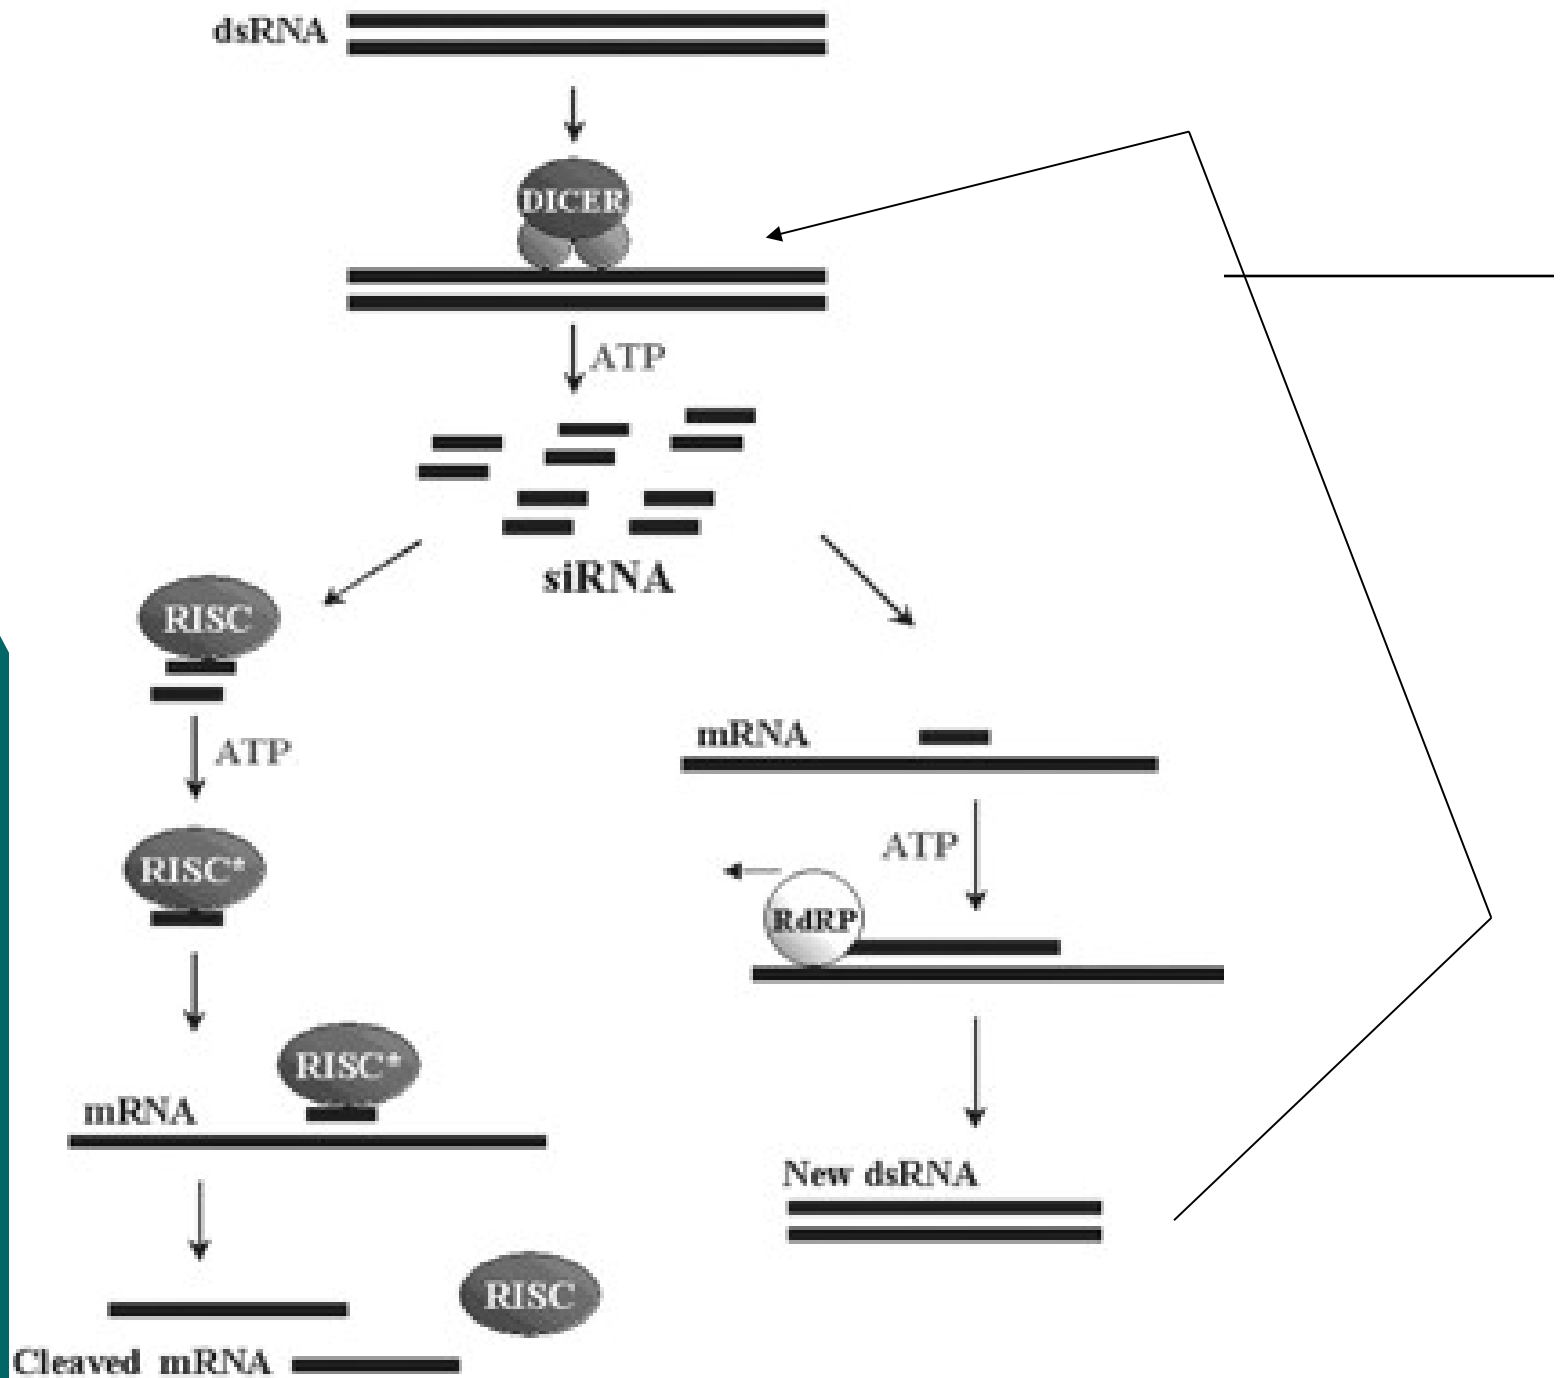 dsRNA
DICER
ATP
siRNA
RISC
ATP
RISC*
RISC*
mRNA
RISC
Cleaved mRNA
mRNA
ATP
RdRP
New dsRNA